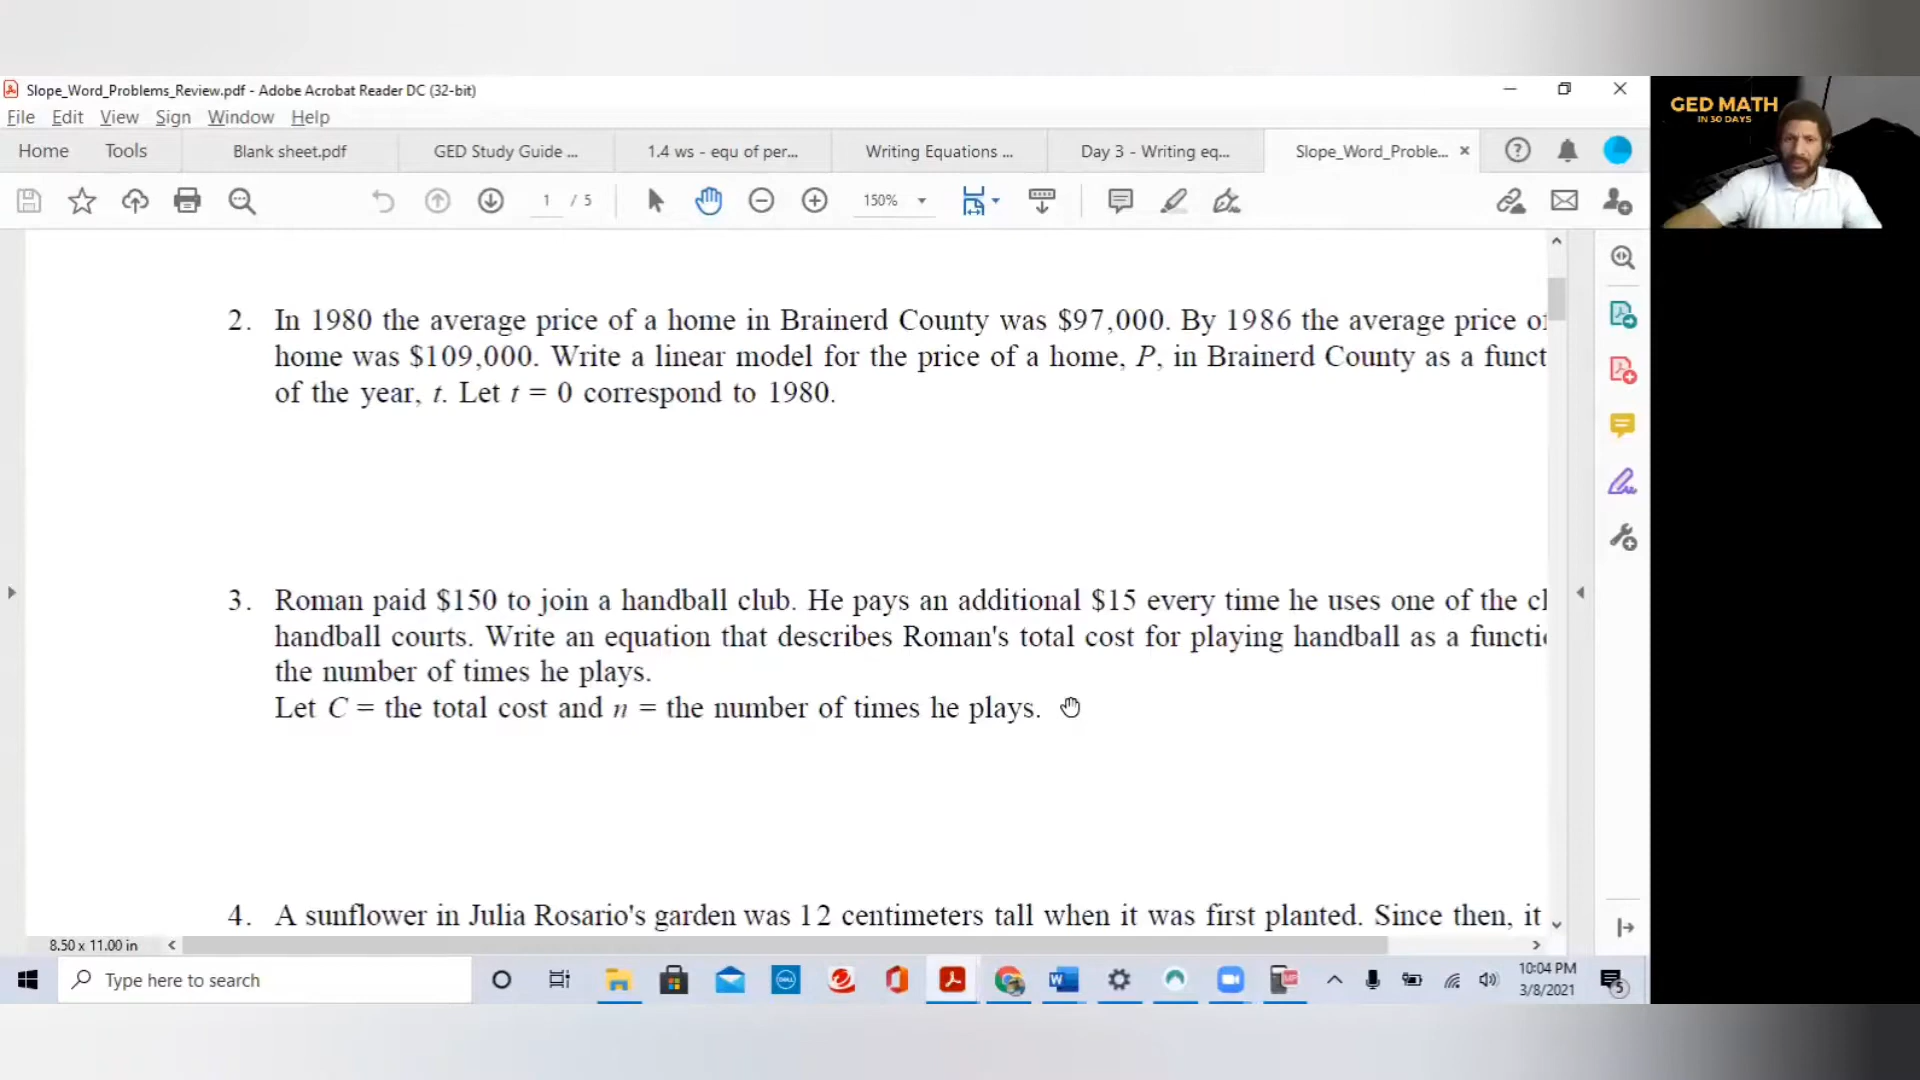 Slope_Word_Problems_Review.pdf - Adobe Acrobat Reader DC (32-bit)
File Edit View Sign Window Help
Home Tools Blank sheet.pdf GED Study Guide ... 1.4 ws - equ of per... Writing Equations ... Day 3 - Writing eq... Slope_Word_Proble...
1 / 5 150%
GED MATH
IN 30 DAYS
2. In 1980 the average price of a home in Brainerd County was $97,000. By 1986 the average price of
home was $109,000. Write a linear model for the price of a home, P, in Brainerd County as a funct
of the year, t. Let t = 0 correspond to 1980.
3. Roman paid $150 to join a handball club. He pays an additional $15 every time he uses one of the cl
handball courts. Write an equation that describes Roman's total cost for playing handball as a functi
the number of times he plays.
Let C = the total cost and n = the number of times he plays.
4. A sunflower in Julia Rosario's garden was 12 centimeters tall when it was first planted. Since then, it
8.50 x 11.00 in
Type here to search
DELL
10:04 PM
3/8/2021
5